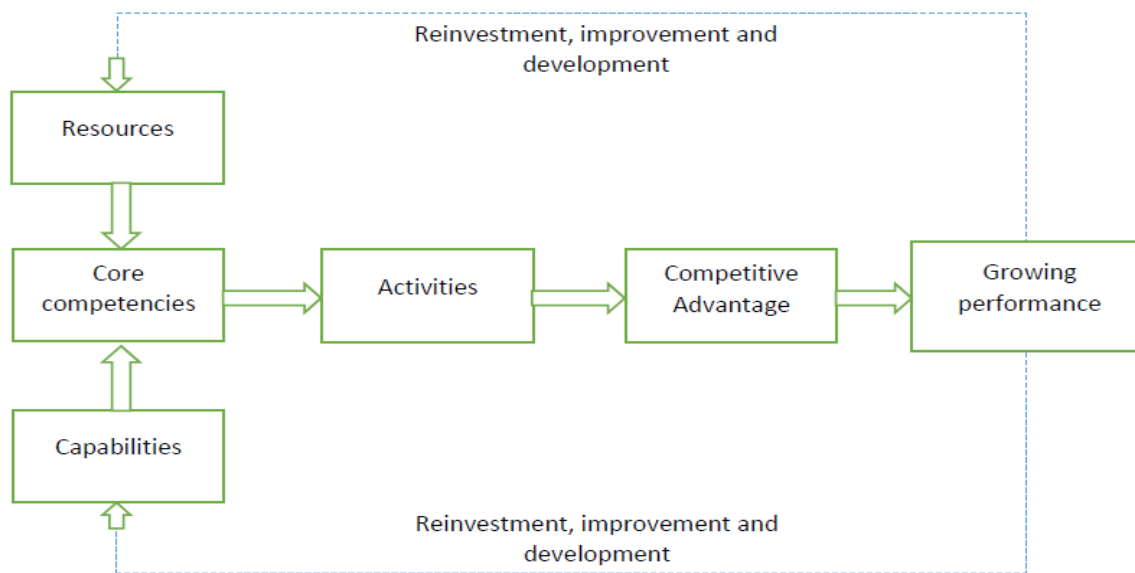 Reinvestment, improvement and
development
Resources
Core
competencies
Activities
Competitive
Advantage
Growing
performance
Capabilities
Reinvestment, improvement and
development